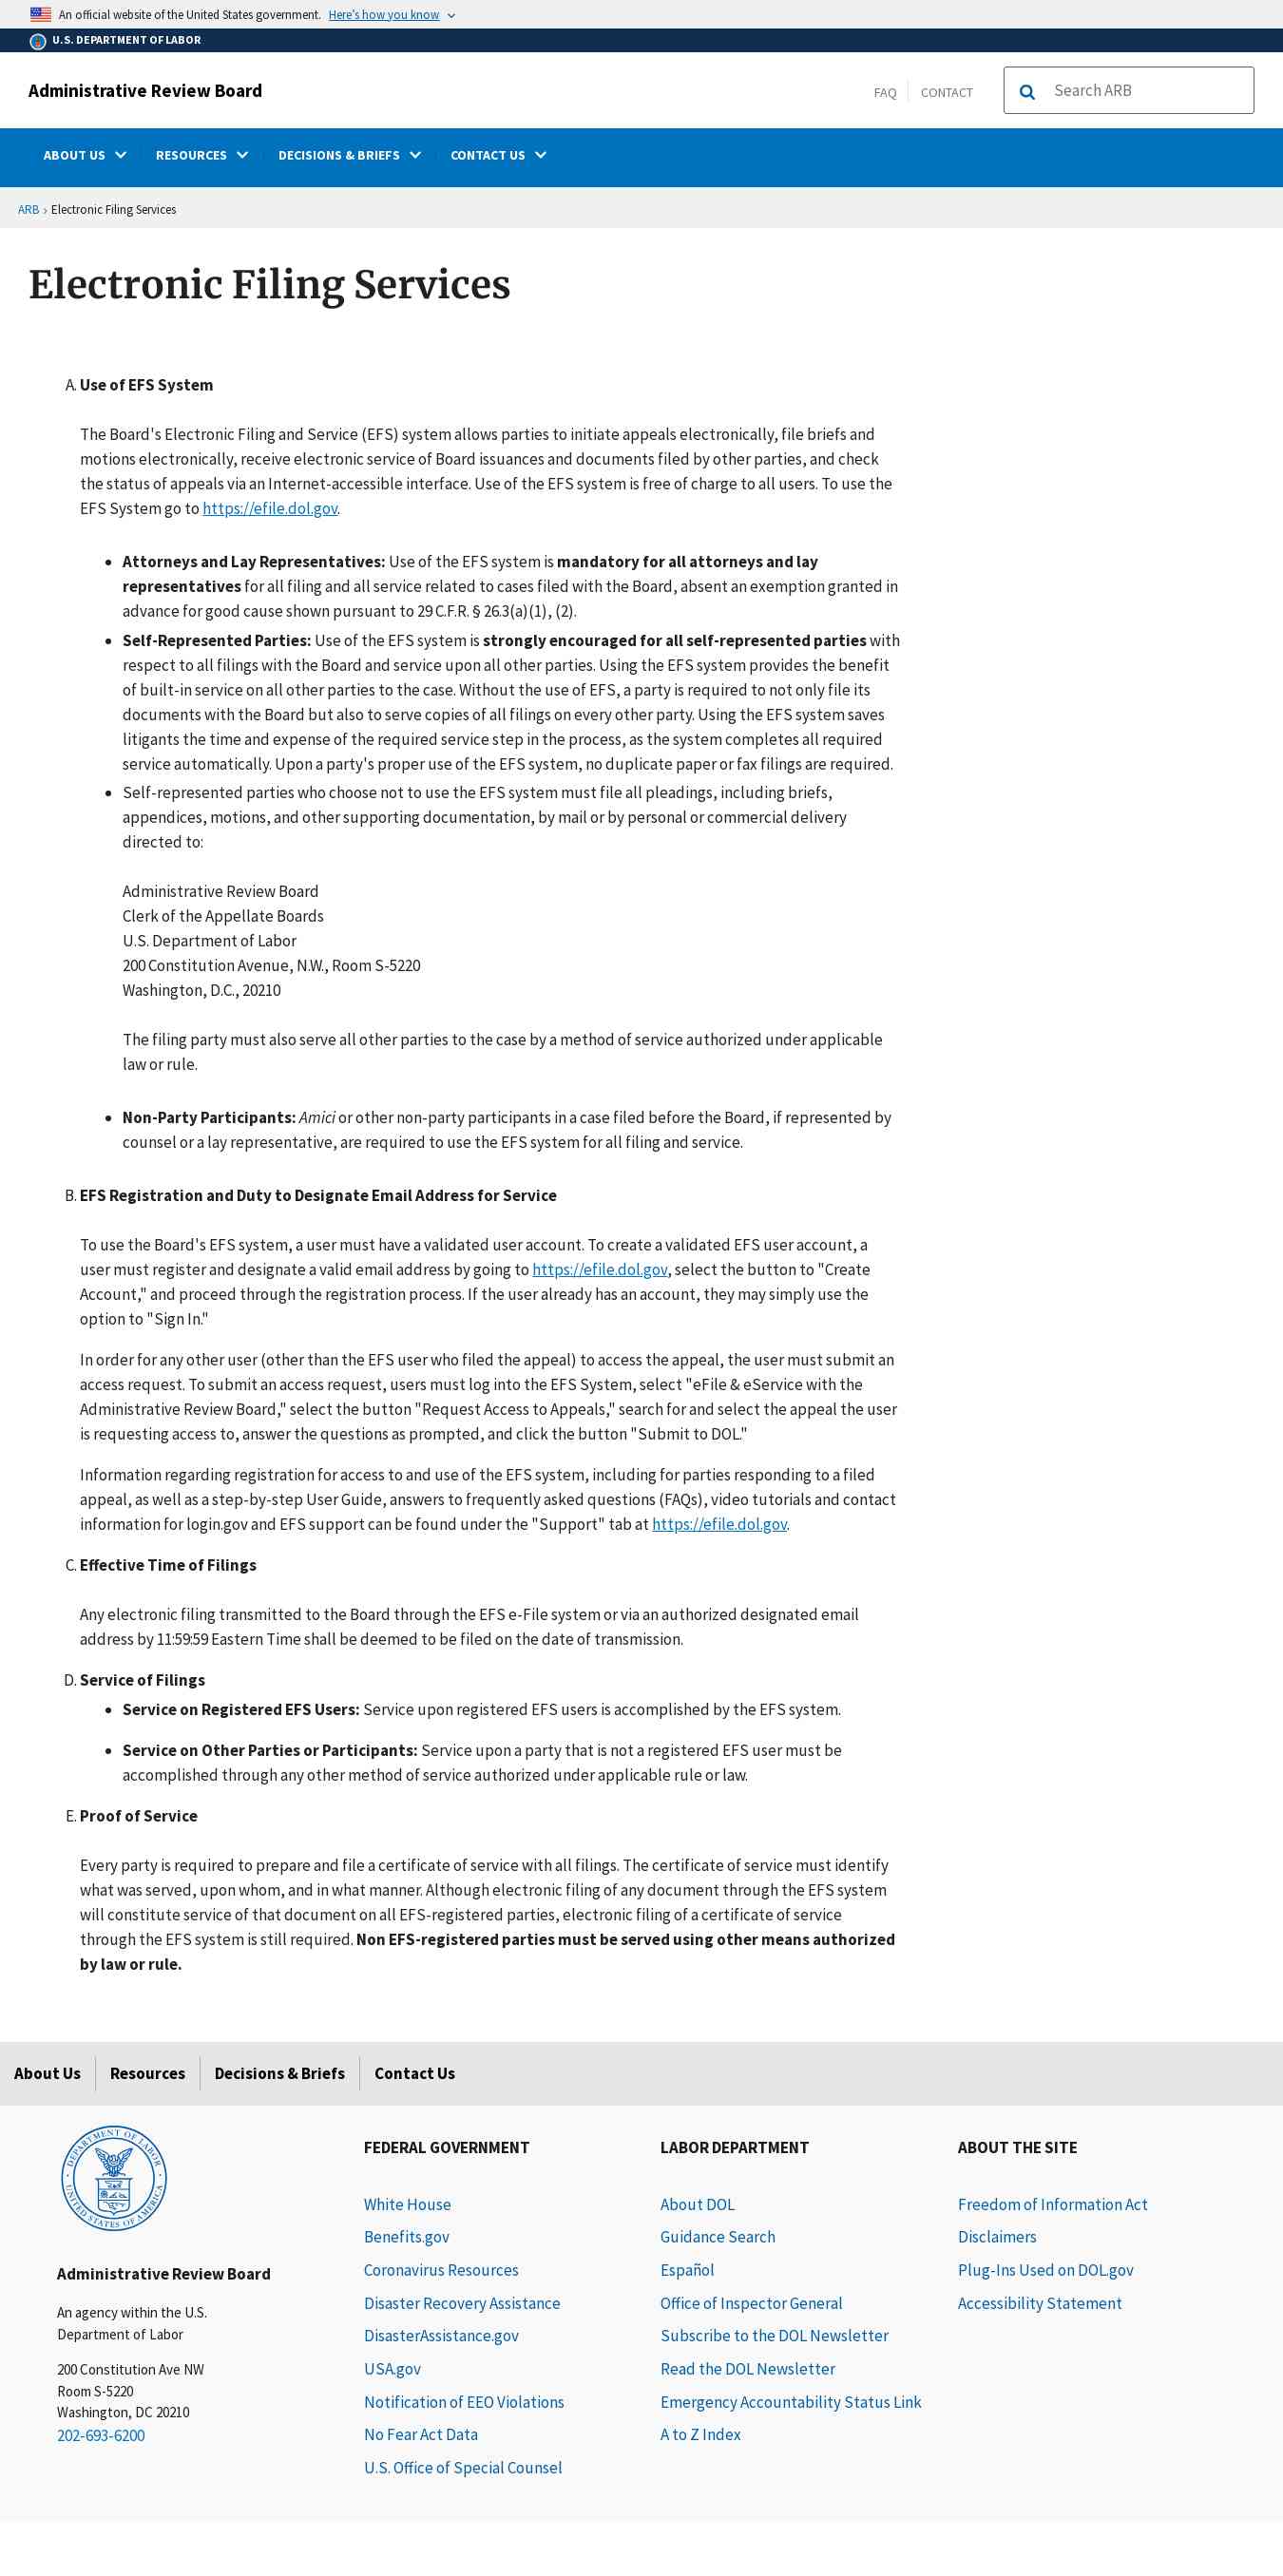 An official website of the United States government. Here's how you know
U.S. DEPARTMENT OF LABOR
Administrative Review Board
FAQ
CONTACT
Search ARB
ABOUT US
RESOURCES
DECISIONS & BRIEFS
CONTACT US
ARB › Electronic Filing Services
Electronic Filing Services
A. Use of EFS System
The Board's Electronic Filing and Service (EFS) system allows parties to initiate appeals electronically, file briefs and
motions electronically, receive electronic service of Board issuances and documents filed by other parties, and check
the status of appeals via an Internet-accessible interface. Use of the EFS system is free of charge to all users. To use the
EFS System go to https://efile.dol.gov.
• Attorneys and Lay Representatives: Use of the EFS system is mandatory for all attorneys and lay
representatives for all filing and all service related to cases filed with the Board, absent an exemption granted in
advance for good cause shown pursuant to 29 C.F.R. § 26.3(a)(1), (2).
• Self-Represented Parties: Use of the EFS system is strongly encouraged for all self-represented parties with
respect to all filings with the Board and service upon all other parties. Using the EFS system provides the benefit
of built-in service on all other parties to the case. Without the use of EFS, a party is required to not only file its
documents with the Board but also to serve copies of all filings on every other party. Using the EFS system saves
litigants the time and expense of the required service step in the process, as the system completes all required
service automatically. Upon a party's proper use of the EFS system, no duplicate paper or fax filings are required.
• Self-represented parties who choose not to use the EFS system must file all pleadings, including briefs,
appendices, motions, and other supporting documentation, by mail or by personal or commercial delivery
directed to:
Administrative Review Board
Clerk of the Appellate Boards
U.S. Department of Labor
200 Constitution Avenue, N.W., Room S-5220
Washington, D.C., 20210
The filing party must also serve all other parties to the case by a method of service authorized under applicable
law or rule.
• Non-Party Participants: Amici or other non-party participants in a case filed before the Board, if represented by
counsel or a lay representative, are required to use the EFS system for all filing and service.
B. EFS Registration and Duty to Designate Email Address for Service
To use the Board's EFS system, a user must have a validated user account. To create a validated EFS user account, a
user must register and designate a valid email address by going to https://efile.dol.gov, select the button to "Create
Account," and proceed through the registration process. If the user already has an account, they may simply use the
option to "Sign In."
In order for any other user (other than the EFS user who filed the appeal) to access the appeal, the user must submit an
access request. To submit an access request, users must log into the EFS System, select "eFile & eService with the
Administrative Review Board," select the button "Request Access to Appeals," search for and select the appeal the user
is requesting access to, answer the questions as prompted, and click the button "Submit to DOL."
Information regarding registration for access to and use of the EFS system, including for parties responding to a filed
appeal, as well as a step-by-step User Guide, answers to frequently asked questions (FAQs), video tutorials and contact
information for login.gov and EFS support can be found under the "Support" tab at https://efile.dol.gov.
C. Effective Time of Filings
Any electronic filing transmitted to the Board through the EFS e-File system or via an authorized designated email
address by 11:59:59 Eastern Time shall be deemed to be filed on the date of transmission.
D. Service of Filings
• Service on Registered EFS Users: Service upon registered EFS users is accomplished by the EFS system.
• Service on Other Parties or Participants: Service upon a party that is not a registered EFS user must be
accomplished through any other method of service authorized under applicable rule or law.
E. Proof of Service
Every party is required to prepare and file a certificate of service with all filings. The certificate of service must identify
what was served, upon whom, and in what manner. Although electronic filing of any document through the EFS system
will constitute service of that document on all EFS-registered parties, electronic filing of a certificate of service
through the EFS system is still required. Non EFS-registered parties must be served using other means authorized
by law or rule.
About Us
Resources
Decisions & Briefs
Contact Us
DEPARTMENT OF LABOR
UNITED STATES OF AMERICA
Administrative Review Board
An agency within the U.S.
Department of Labor
200 Constitution Ave NW
Room S-5220
Washington, DC 20210
202-693-6200
FEDERAL GOVERNMENT
White House
Benefits.gov
Coronavirus Resources
Disaster Recovery Assistance
DisasterAssistance.gov
USA.gov
Notification of EEO Violations
No Fear Act Data
U.S. Office of Special Counsel
LABOR DEPARTMENT
About DOL
Guidance Search
Español
Office of Inspector General
Subscribe to the DOL Newsletter
Read the DOL Newsletter
Emergency Accountability Status Link
A to Z Index
ABOUT THE SITE
Freedom of Information Act
Disclaimers
Plug-Ins Used on DOL.gov
Accessibility Statement